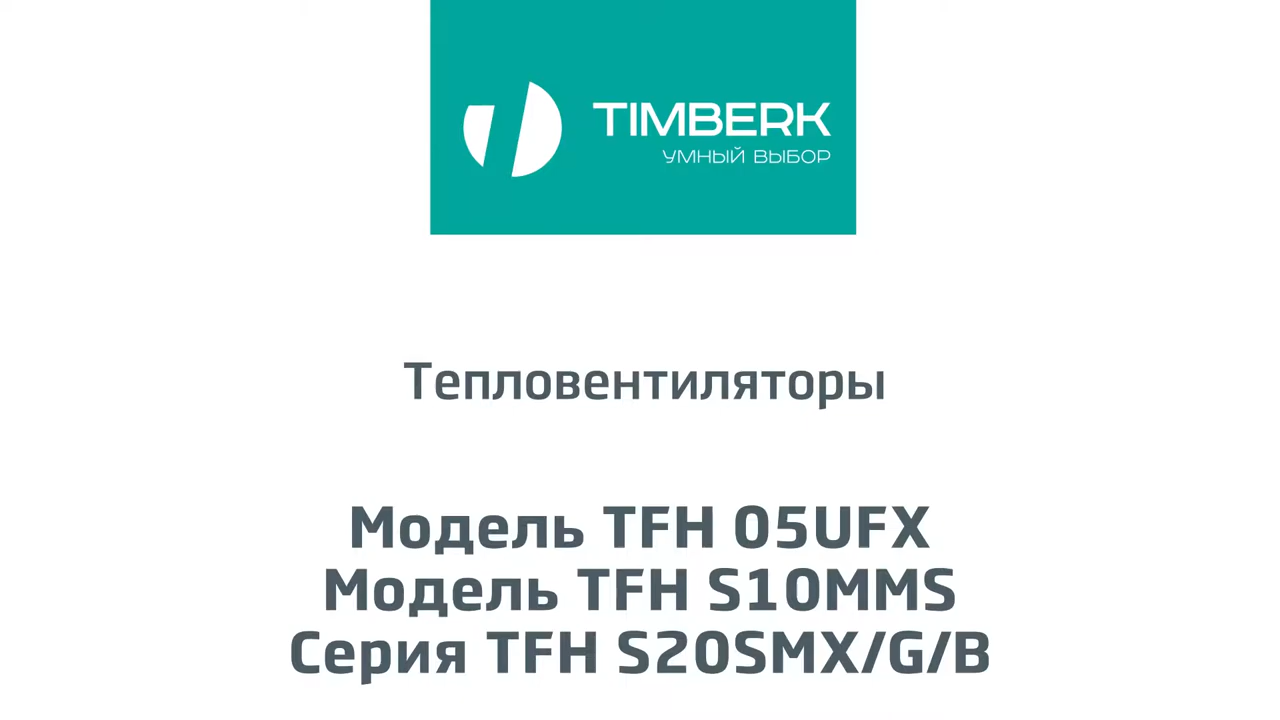 TIMBERK
УМНЫЙ ВЫБОР
Тепловентиляторы
Модель TFH 05UFX
Модель TFH S10MMS
Серия TFH S20SMX/G/B